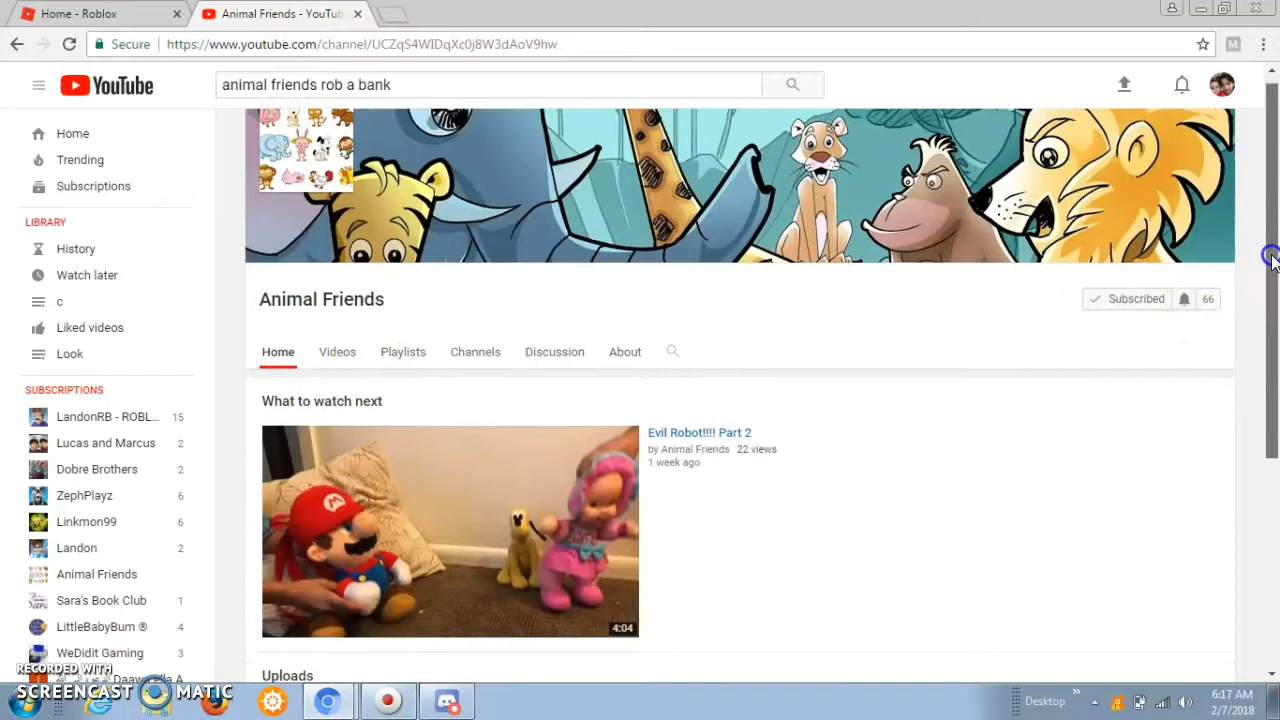 Home - Roblox
Animal Friends - YouTub
Secure
https://www.youtube.com/channel/UCZqS4WIDqXc0j8W3dAoV9hw
M
YouTube
animal friends rob a bank
Home
Trending
Subscriptions
LIBRARY
History
Watch later
c
Liked videos
Look
SUBSCRIPTIONS
LandonRB - ROBL... 15
Lucas and Marcus 2
Dobre Brothers 2
ZephPlayz 6
Linkmon99 6
Landon 2
Animal Friends
Sara's Book Club 1
LittleBabyBum ® 4
WeDidit Gaming 3
Animal Friends
Subscribed 66
Home Videos Playlists Channels Discussion About
What to watch next
Evil Robot!!!! Part 2
by Animal Friends 22 views
1 week ago
4:04
Uploads
RECORDED WITH
SCREENCAST MATIC
Desktop
6:17 AM
2/7/2018